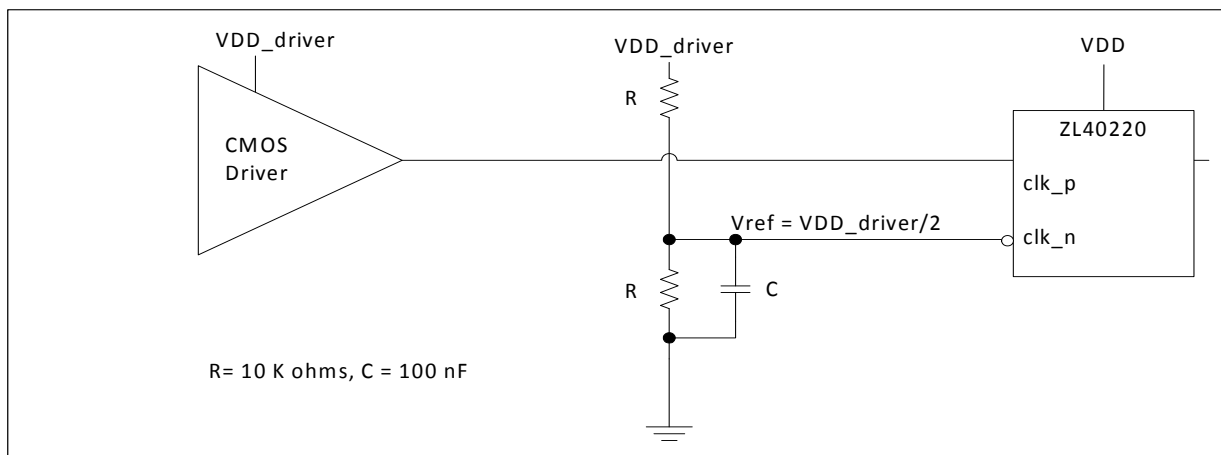 VDD_driver
VDD_driver
VDD
R
ZL40220
CMOS
Driver
clk_p
Vref = VDD_driver/2
clk_n
R
C
R= 10 K ohms, C = 100 nF